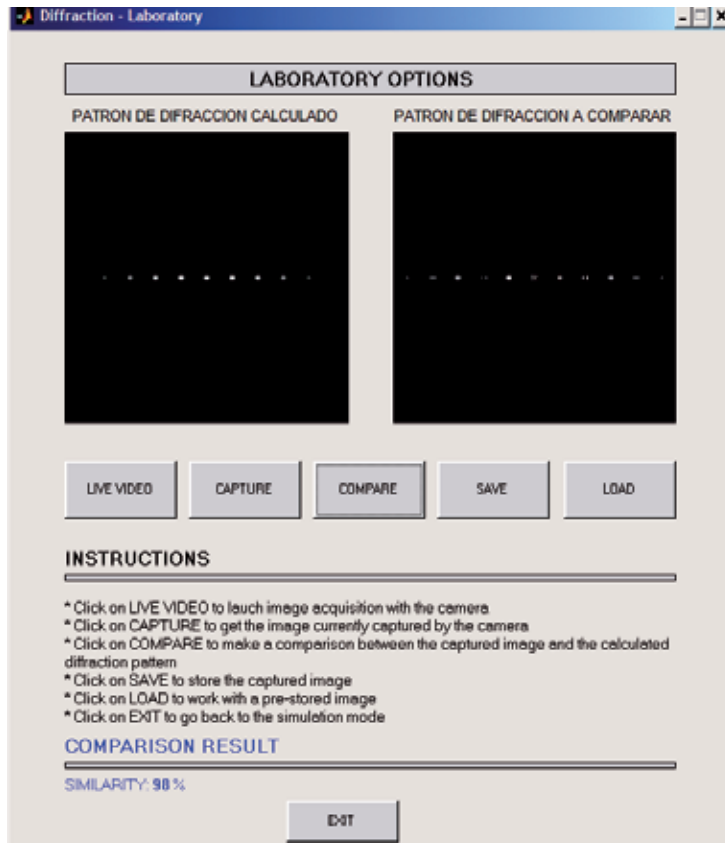 Diffraction - Laboratory
LABORATORY OPTIONS
PATRON DE DIFRACCION CALCULADO
PATRON DE DIFRACCION A COMPARAR
LIVE VIDEO
CAPTURE
COMPARE
SAVE
LOAD
INSTRUCTIONS
* Click on LIVE VIDEO to lauch image acquisition with the camera
* Click on CAPTURE to get the image currently captured by the camera
* Click on COMPARE to make a comparison between the captured image and the calculated
diffraction pattern
* Click on SAVE to store the captured image
* Click on LOAD to work with a pre-stored image
* Click on EXIT to go back to the simulation mode
COMPARISON RESULT
SIMILARITY: 98 %
EXIT